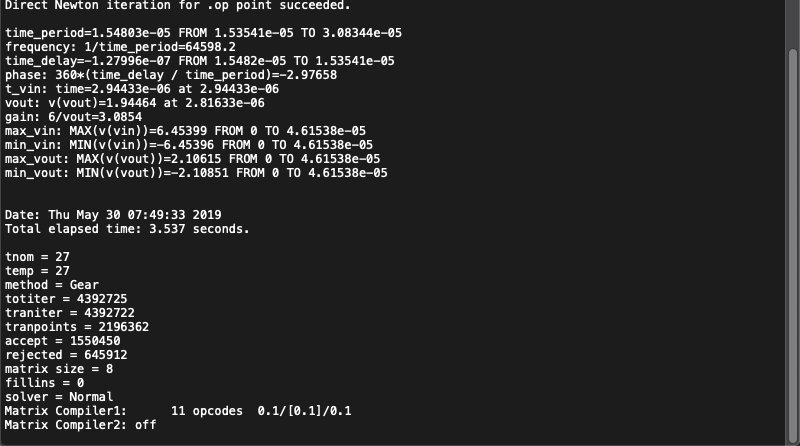 Direct Newton iteration for .op point succeeded.
time_period=1.54803e-05 FROM 1.53541e-05 TO 3.08344e-05
frequency: 1/time_period=64598.2
time_delay=-1.27996e-07 FROM 1.5482e-05 TO 1.53541e-05
phase: 360*(time_delay / time_period)=-2.97658
t_vin: time=2.94433e-06 at 2.94433e-06
vout: v(vout)=1.94464 at 2.81633e-06
gain: 6/vout=3.0854
max_vin: MAX(v(vin))=6.45399 FROM 0 TO 4.61538e-05
min_vin: MIN(v(vin))=-6.45396 FROM 0 TO 4.61538e-05
max_vout: MAX(v(vout))=2.10615 FROM 0 TO 4.61538e-05
min_vout: MIN(v(vout))=-2.10851 FROM 0 TO 4.61538e-05
Date: Thu May 30 07:49:33 2019
Total elapsed time: 3.537 seconds.
tnom = 27
temp = 27
method = Gear
totiter = 4392725
traniter = 4392722
tranpoints = 2196362
accept = 1550450
rejected = 645912
matrix size = 8
fillins = 0
solver = Normal
Matrix Compiler1:      11 opcodes  0.1/[0.1]/0.1
Matrix Compiler2: off